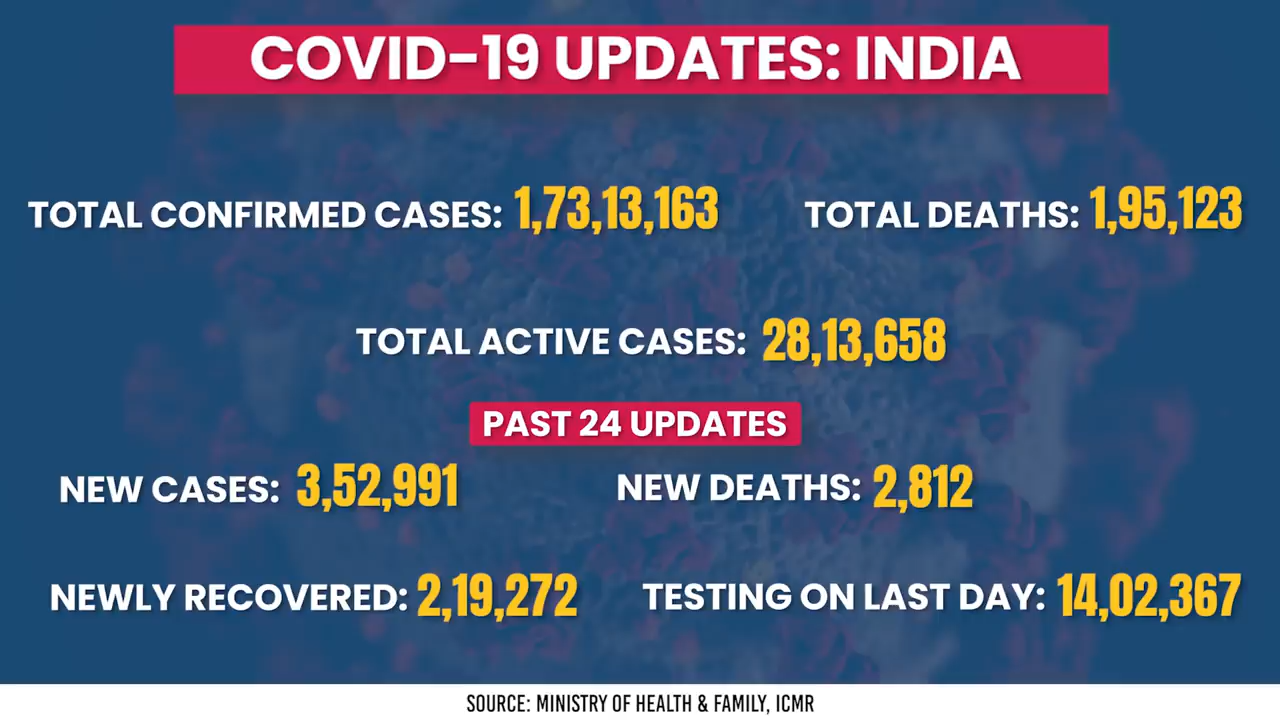 COVID-19 UPDATES: INDIA
TOTAL CONFIRMED CASES: 1,73,13,163 TOTAL DEATHS: 1,95,123
TOTAL ACTIVE CASES: 28,13,658
PAST 24 UPDATES
NEW CASES: 3,52,991 NEW DEATHS: 2,812
NEWLY RECOVERED: 2,19,272 TESTING ON LAST DAY: 14,02,367
SOURCE: MINISTRY OF HEALTH & FAMILY, ICMR